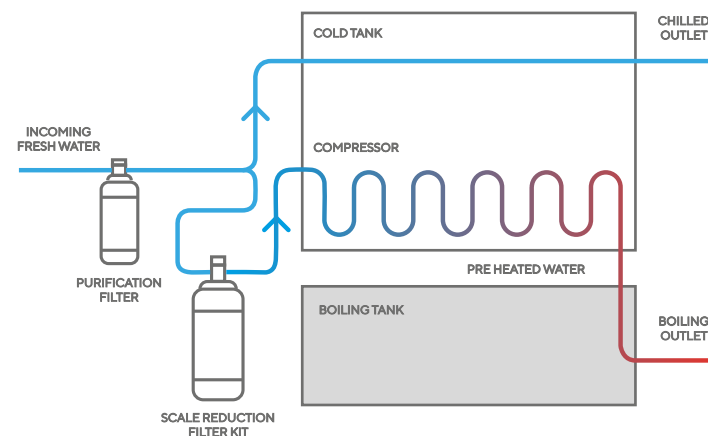 COLD TANK
CHILLED
OUTLET
INCOMING
FRESH WATER
COMPRESSOR
PURIFICATION
FILTER
PRE HEATED WATER
BOILING TANK
BOILING
OUTLET
SCALE REDUCTION
FILTER KIT